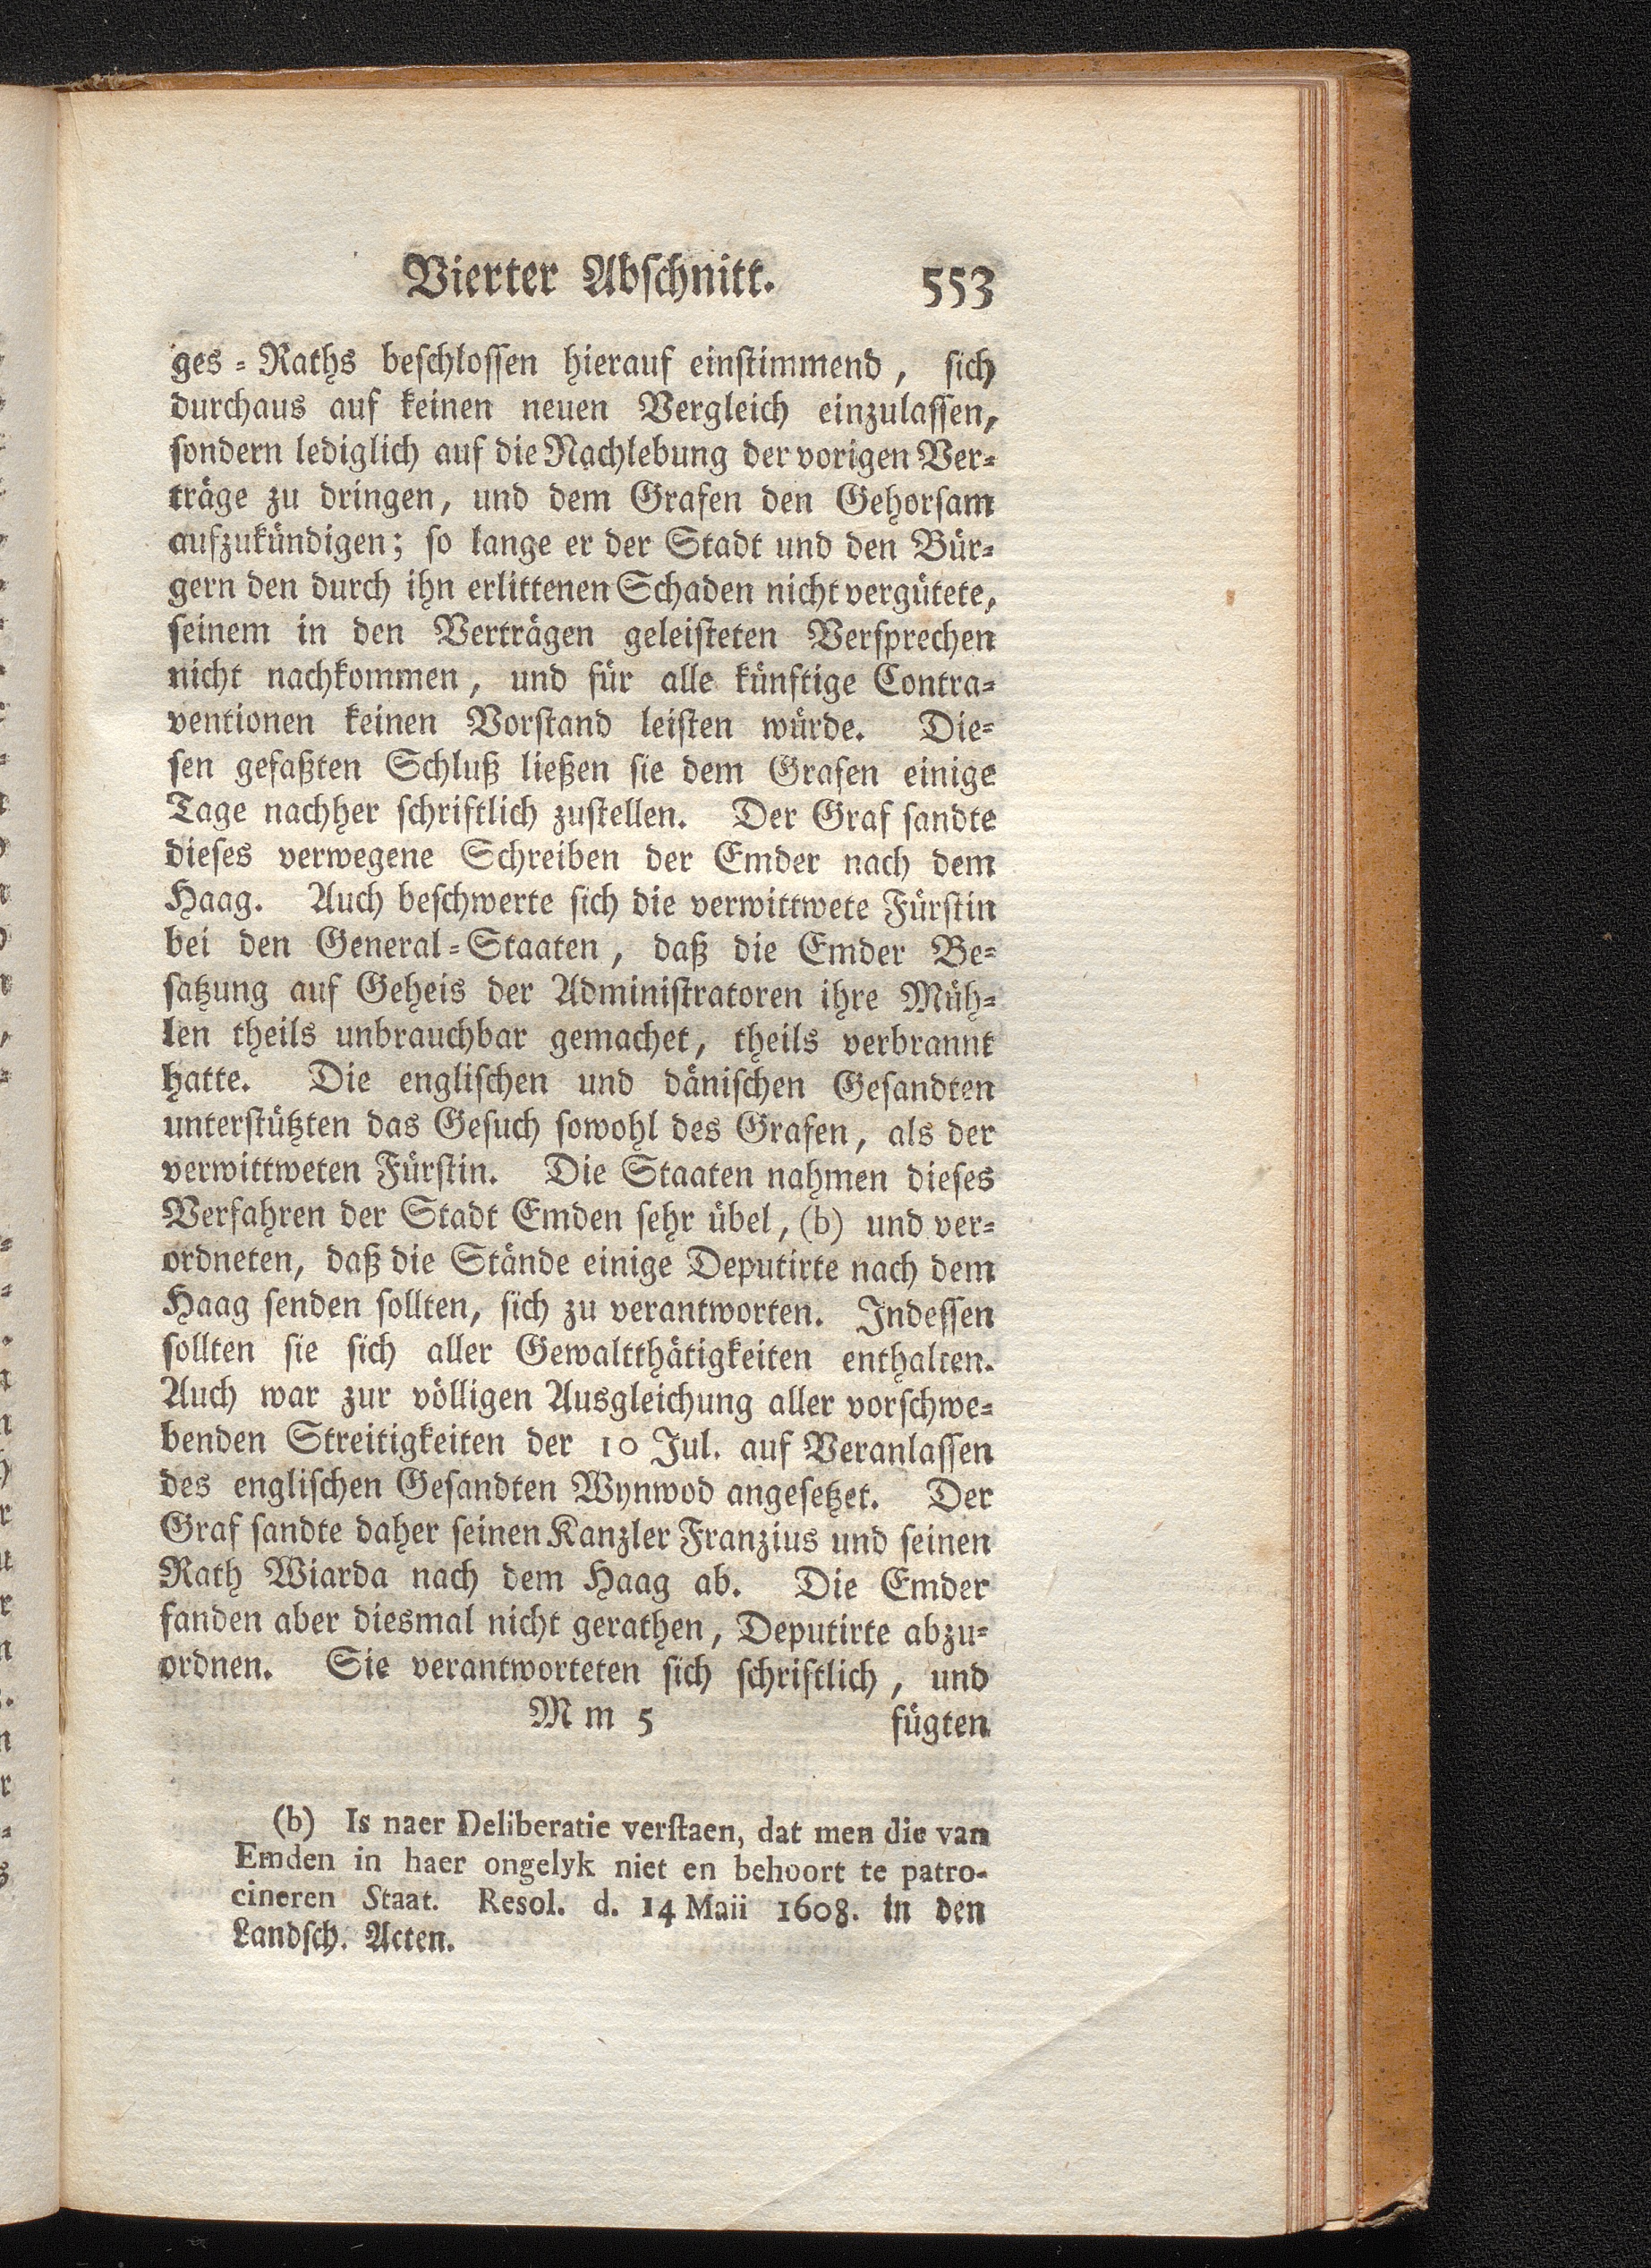 Vierter Abschnitt. 553
ges-Raths beschlossen hierauf einstimmend, sich
durchaus auf keinen neuen Vergleich einzulassen,
sondern lediglich auf die Nachlebung der vorigen Ver-
träge zu dringen, und dem Grafen den Gehorsam
aufzukündigen; so lange er der Stadt und den Bür-
gern den durch ihn erlittenen Schaden nicht vergütete,
seinem in den Verträgen geleisteten Versprechen
nicht nachkommen, und für alle künftige Contra-
ventionen keinen Vorstand leisten würde. Die-
sen gefaßten Schluß ließen sie dem Grafen einige
Tage nachher schriftlich zustellen. Der Graf sandte
dieses verwegene Schreiben der Emder nach dem
Haag. Auch beschwerte sich die verwittwete Fürstin
bei den General-Staaten, daß die Emder Be-
satzung auf Geheis der Administratoren ihre Müh-
len theils unbrauchbar gemachet, theils verbrannt
hatte. Die englischen und dänischen Gesandten
unterstützten das Gesuch sowohl des Grafen, als der
verwittweten Fürstin. Die Staaten nahmen dieses
Verfahren der Stadt Emden sehr übel, (b) und ver-
ordneten, daß die Stände einige Deputirte nach dem
Haag senden sollten, sich zu verantworten. Indessen
sollten sie sich aller Gewaltthätigkeiten enthalten.
Auch war zur völligen Ausgleichung aller vorschwe-
benden Streitigkeiten der 10 Jul. auf Veranlassen
des englischen Gesandten Wynwod angesetzet. Der
Graf sandte daher seinen Kanzler Franzius und seinen
Rath Wiarda nach dem Haag ab. Die Emder
fanden aber diesmal nicht gerathen, Deputirte abzu-
ordnen. Sie verantworteten sich schriftlich, und
M m 5 fügten
(b) Is naer Deliberatie verstaen, dat men die van
Emden in haer ongelyk niet en behoort te patro-
cineren Staat. Resol. d. 14 Maii 1608. in den
Landsch. Acten.